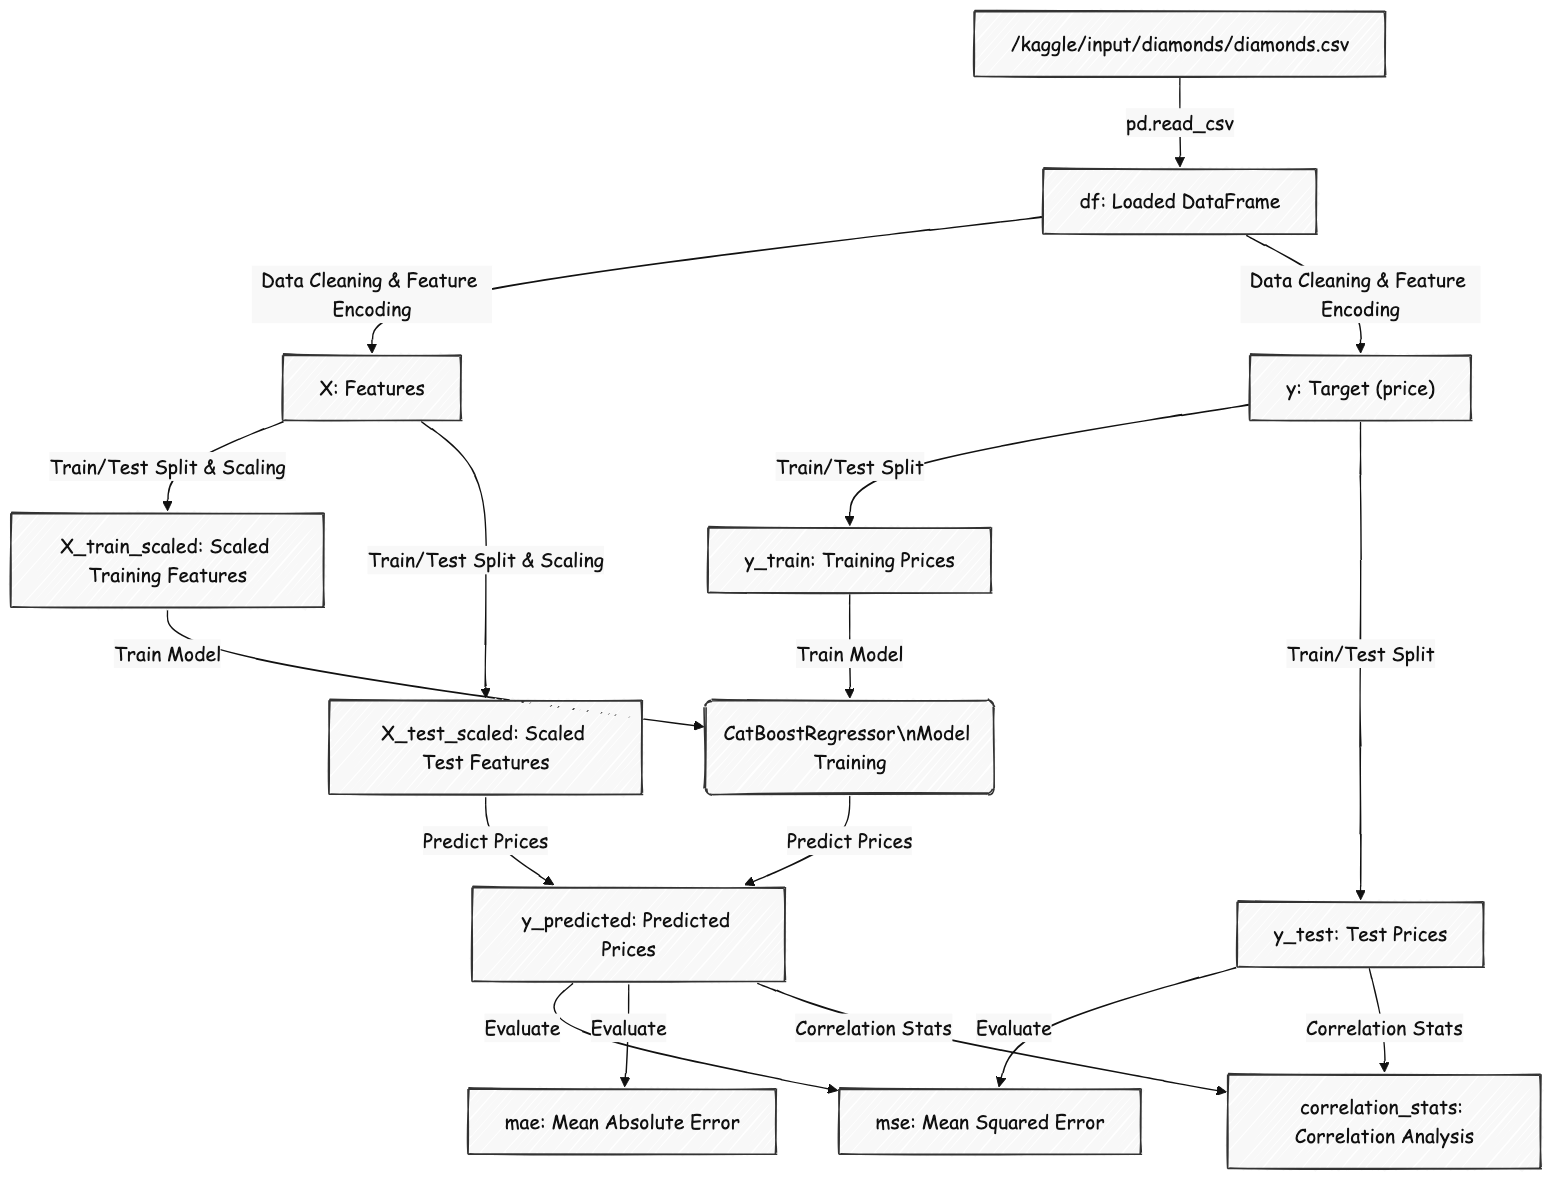 /kaggle/input/diamonds/diamonds.csv
pd.read_csv
df: Loaded DataFrame
Data Cleaning & Feature
Encoding
Data Cleaning & Feature
Encoding
X: Features
y: Target (price)
Train/Test Split & Scaling
Train/Test Split
X_train_scaled: Scaled
Training Features
Train/Test Split & Scaling
y_train: Training Prices
Train Model
Train Model
Train/Test Split
X_test_scaled: Scaled
Test Features
CatBoostRegressor\nModel
Training
Predict Prices
Predict Prices
y_predicted: Predicted
Prices
y_test: Test Prices
Evaluate
Evaluate
Correlation Stats
Evaluate
Correlation Stats
mae: Mean Absolute Error
mse: Mean Squared Error
correlation_stats:
Correlation Analysis